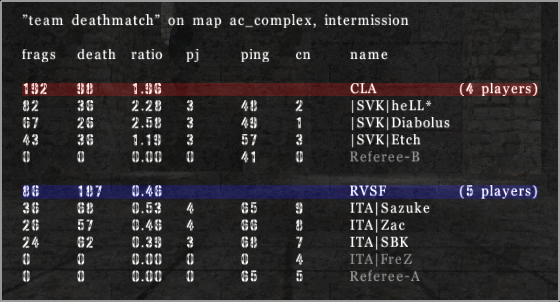 "team deathmatch" on map ac_complex, intermission
frags death ratio pj ping cn name
192 98 1.96 CLA (4 players)
82 36 2.28 3 48 2 |SVK|heLL*
67 26 2.58 3 49 1 |SVK|Diabolus
43 36 1.19 3 57 3 |SVK|Etch
0 0 0.00 0 41 0 Referee-B
86 187 0.46 RVSF (5 players)
36 68 0.53 4 65 9 ITA|Sazuke
26 57 0.46 4 66 8 ITA|Zac
24 62 0.39 3 68 7 ITA|SBK
0 0 0.00 0 0 4 ITA|FreZ
0 0 0.00 0 65 5 Referee-A